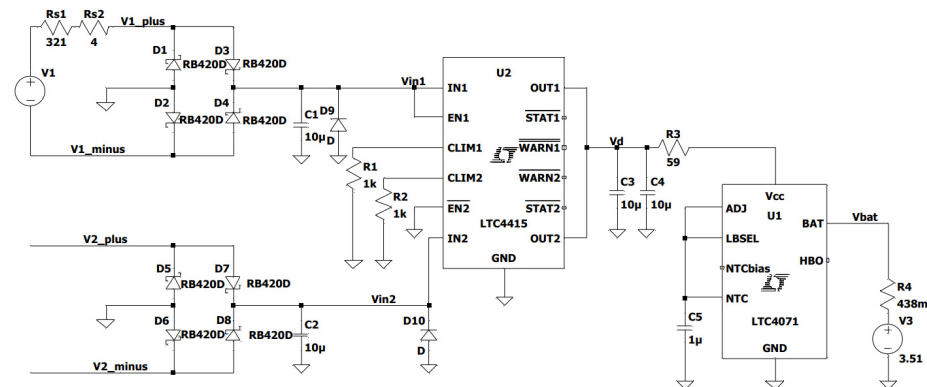 Rs1 Rs2 V1_plus
321 4
V1
D1 D3
RB420D RB420D
D2 D4
RB420D RB420D
V1_minus
Vin1
C1
10µ
D9
D
R1
1k
R2
1k
U2
IN1 OUT1
EN1 STAT1
CLIM1 WARN1
CLIM2 WARN2
EN2 STAT2
LTC4415
IN2 OUT2
GND
Vd
R3
59
C3 C4
10µ 10µ
Vcc
U1
ADJ BAT
LBSEL
NTCbias HBO
NTC
LTC4071
GND
C5
1µ
Vbat
R4
438m
V3
3.51
V2_plus
D5 D7
RB420D RB420D
D6 D8
RB420D RB420D
V2_minus
Vin2
C2
10µ
D10
D